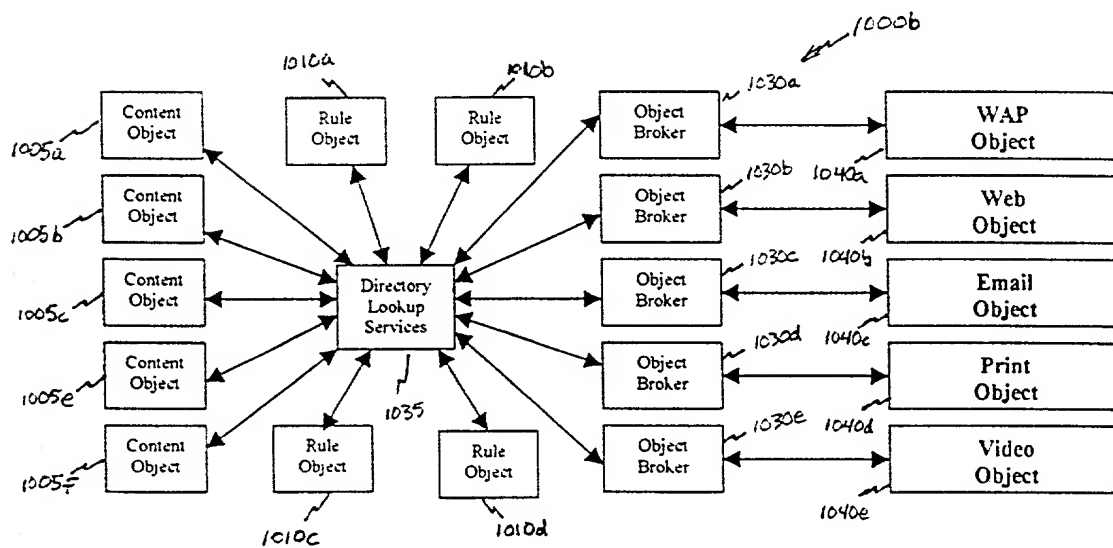 1000b
1010a
1010b
1030a
Content
Object
Rule
Object
Rule
Object
Object
Broker
WAP
Object
1005a
1030b
1040a
Content
Object
Object
Broker
Web
Object
1005b
1030c
1040b
Content
Object
Directory
Lookup
Services
Object
Broker
Email
Object
1005c
1030d
1040c
Content
Object
Object
Broker
Print
Object
1005e
1035
1030e
1040d
Content
Object
Rule
Object
Rule
Object
Object
Broker
Video
Object
1005f
1010c
1010d
1040e